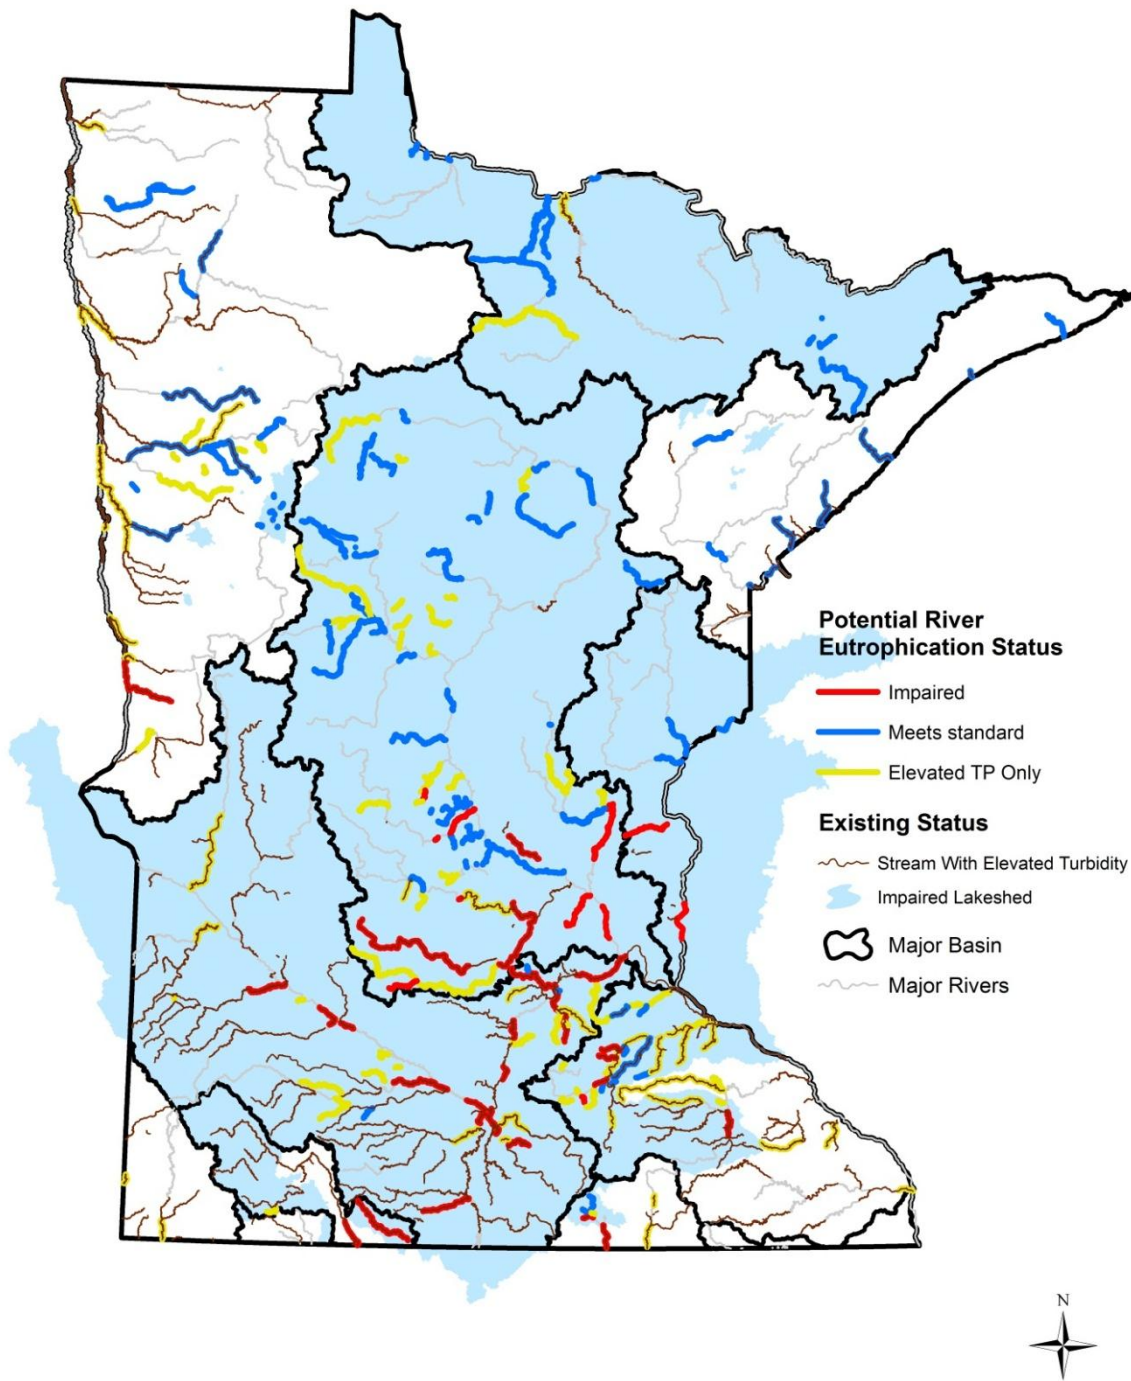 Potential River
Eutrophication Status
Impaired
Meets standard
Elevated TP Only
Existing Status
Stream With Elevated Turbidity
Impaired Lakeshed
Major Basin
Major Rivers
N